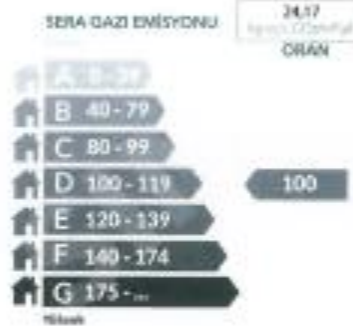 SERA GAZI EMİSYONU
24,17
ORAN
A 0 - 39
B 40 - 79
C 80 - 99
D 100 - 119
100
E 120 - 139
F 140 - 174
G 175 - ...
Yüksek